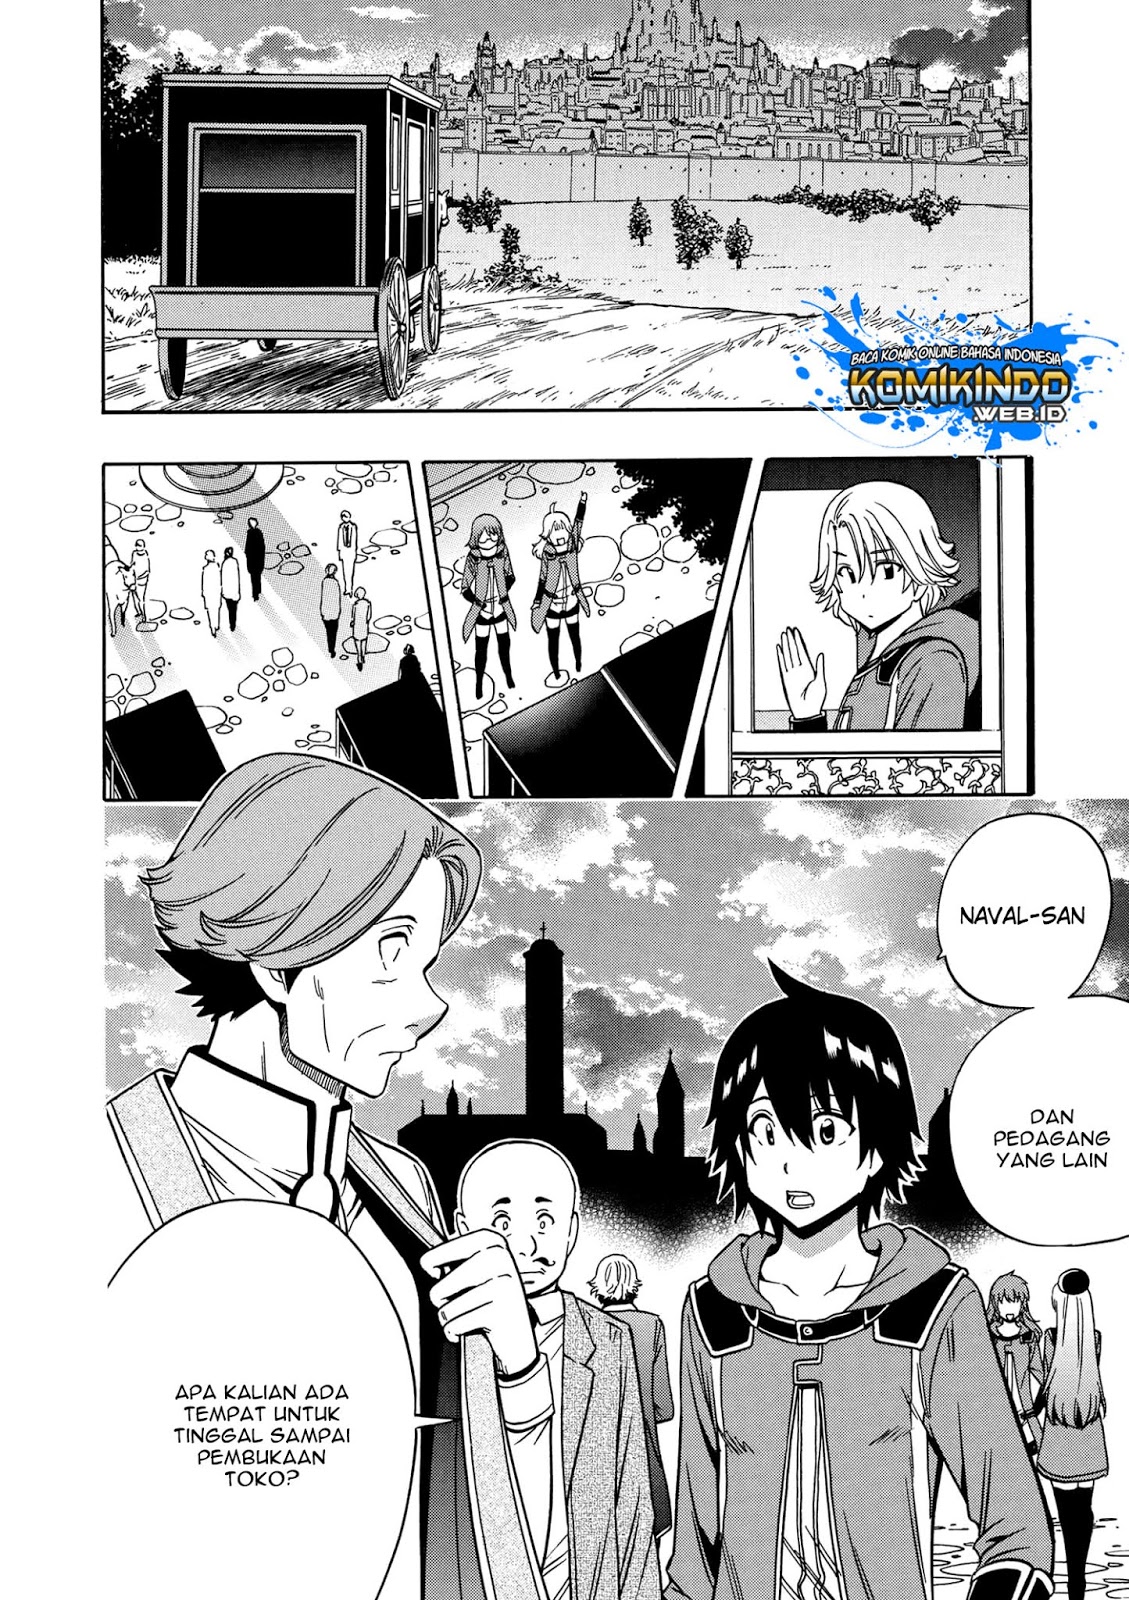 BACA KOMIK ONLINE BAHASA INDONESIA
KOMIKINDO
.WEB.ID
NAVAL-SAN
DAN
PEDAGANG
YANG LAIN
APA KALIAN ADA
TEMPAT UNTUK
TINGGAL SAMPAI
PEMBUKAAN
TOKO?